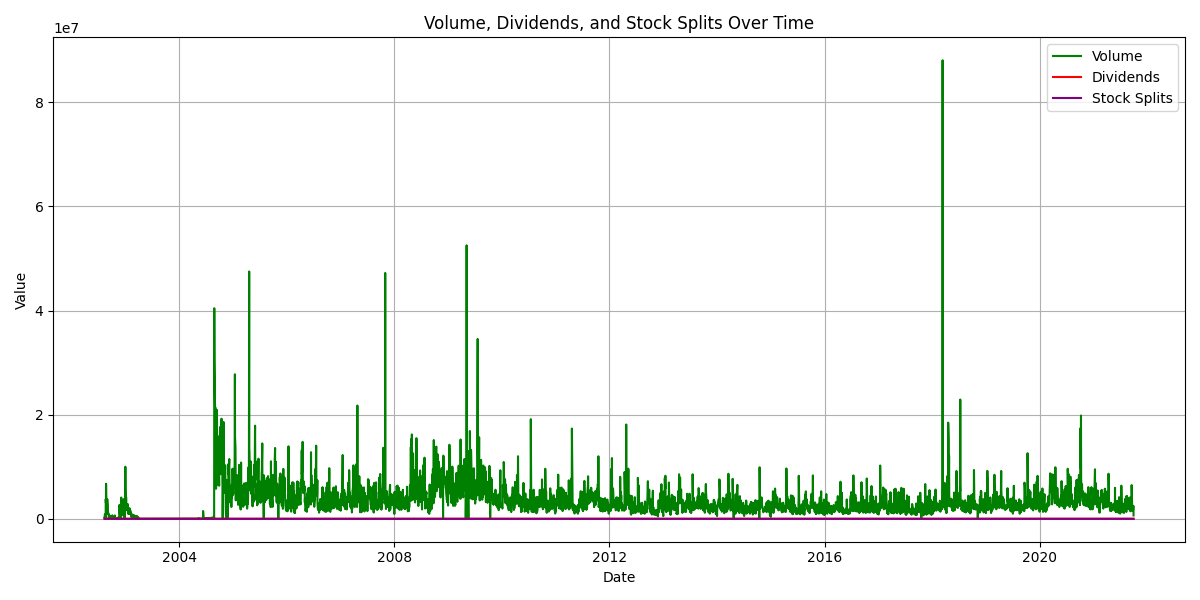 Volume, Dividends, and Stock Splits Over Time
1e7
Volume
Dividends
Stock Splits
8
6
4
2
0
Value
2004 2008 2012 2016 2020
Date